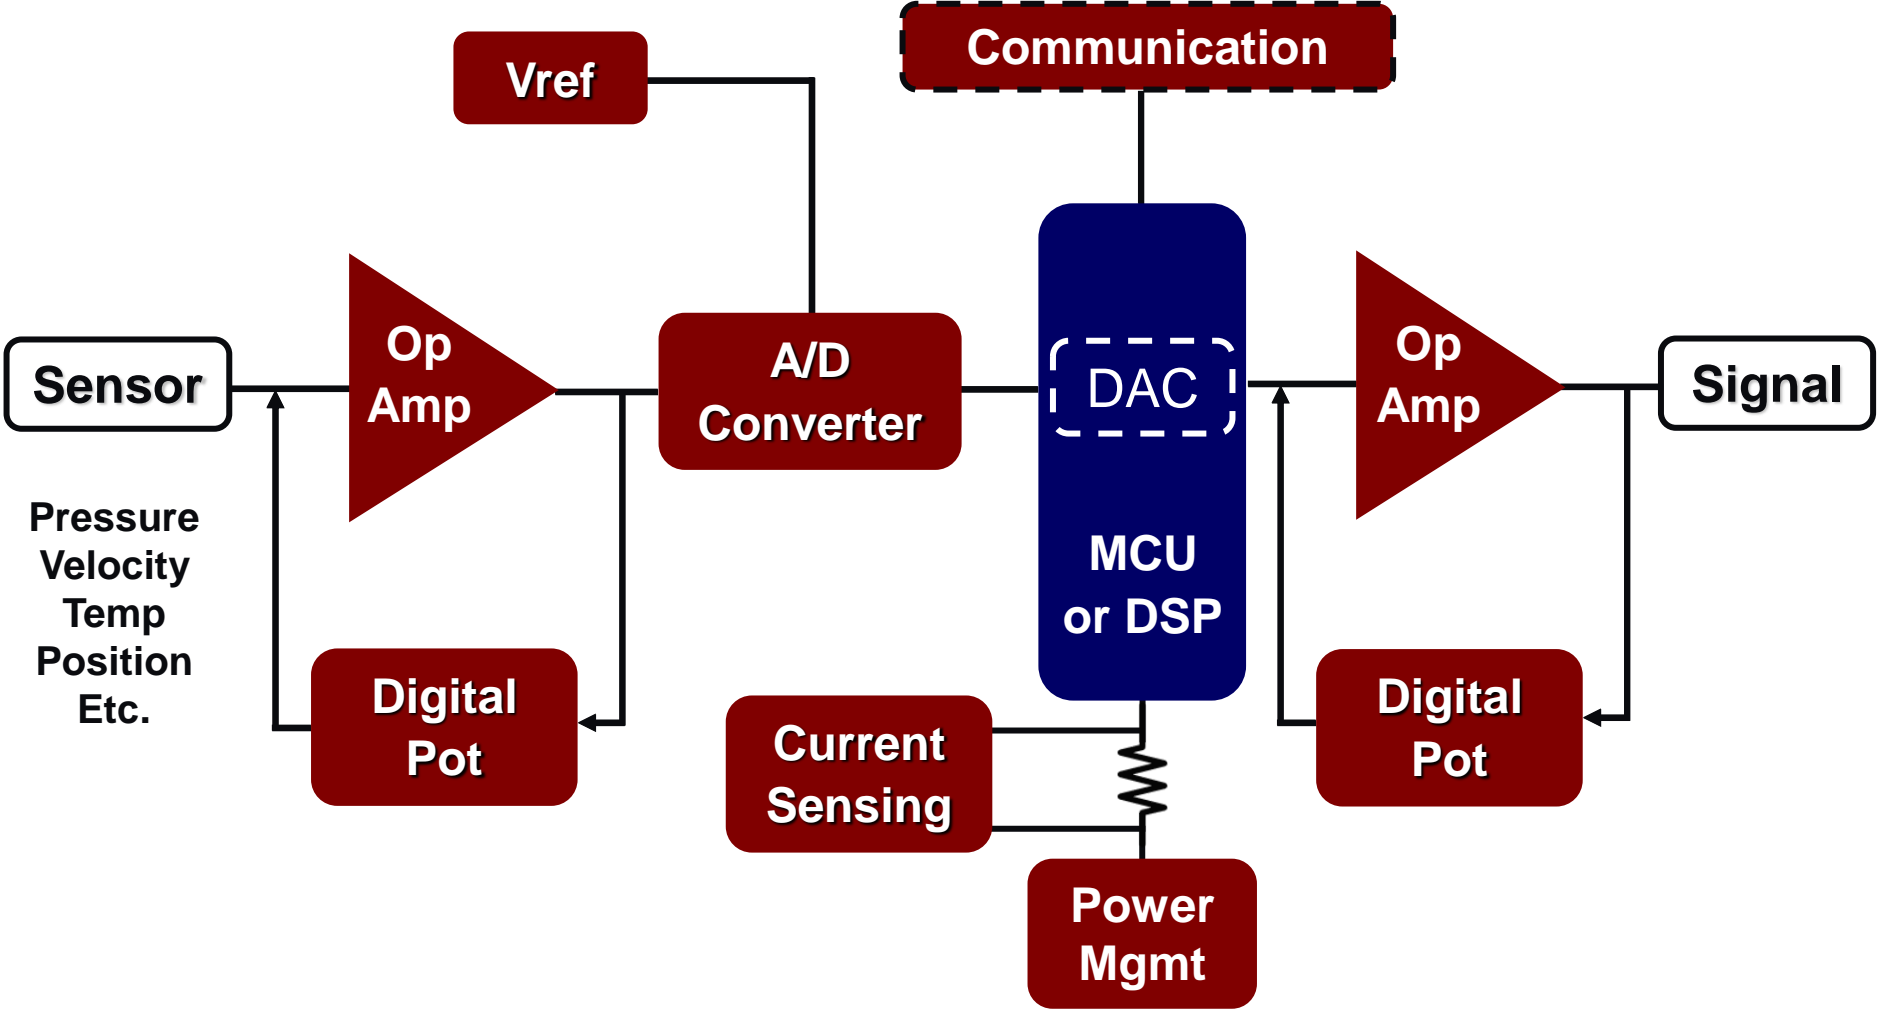 Communication
Vref
Sensor
Op
Amp
A/D
Converter
DAC
MCU
or DSP
Op
Amp
Signal
Pressure
Velocity
Temp
Position
Etc.
Digital
Pot
Current
Sensing
Digital
Pot
Power
Mgmt